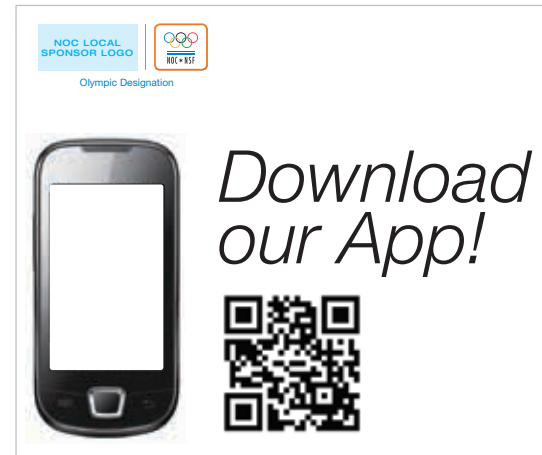 NOC LOCAL
SPONSOR LOGO
NOC★NSF
Olympic Designation
Download
our App!